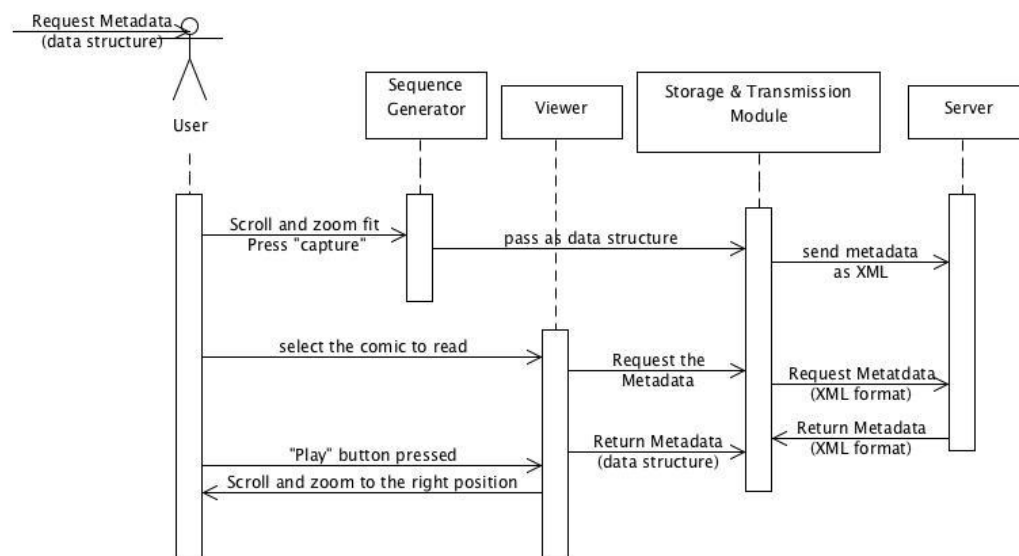 Request Metadata
(data structure)
User
Sequence
Generator
Viewer
Storage & Transmission
Module
Server
Scroll and zoom fit
Press "capture"
pass as data structure
send metadata
as XML
select the comic to read
Request the
Metadata
Request Metatdata
(XML format)
Return Metadata
(XML format)
"Play" button pressed
Return Metadata
(data structure)
Scroll and zoom to the right position